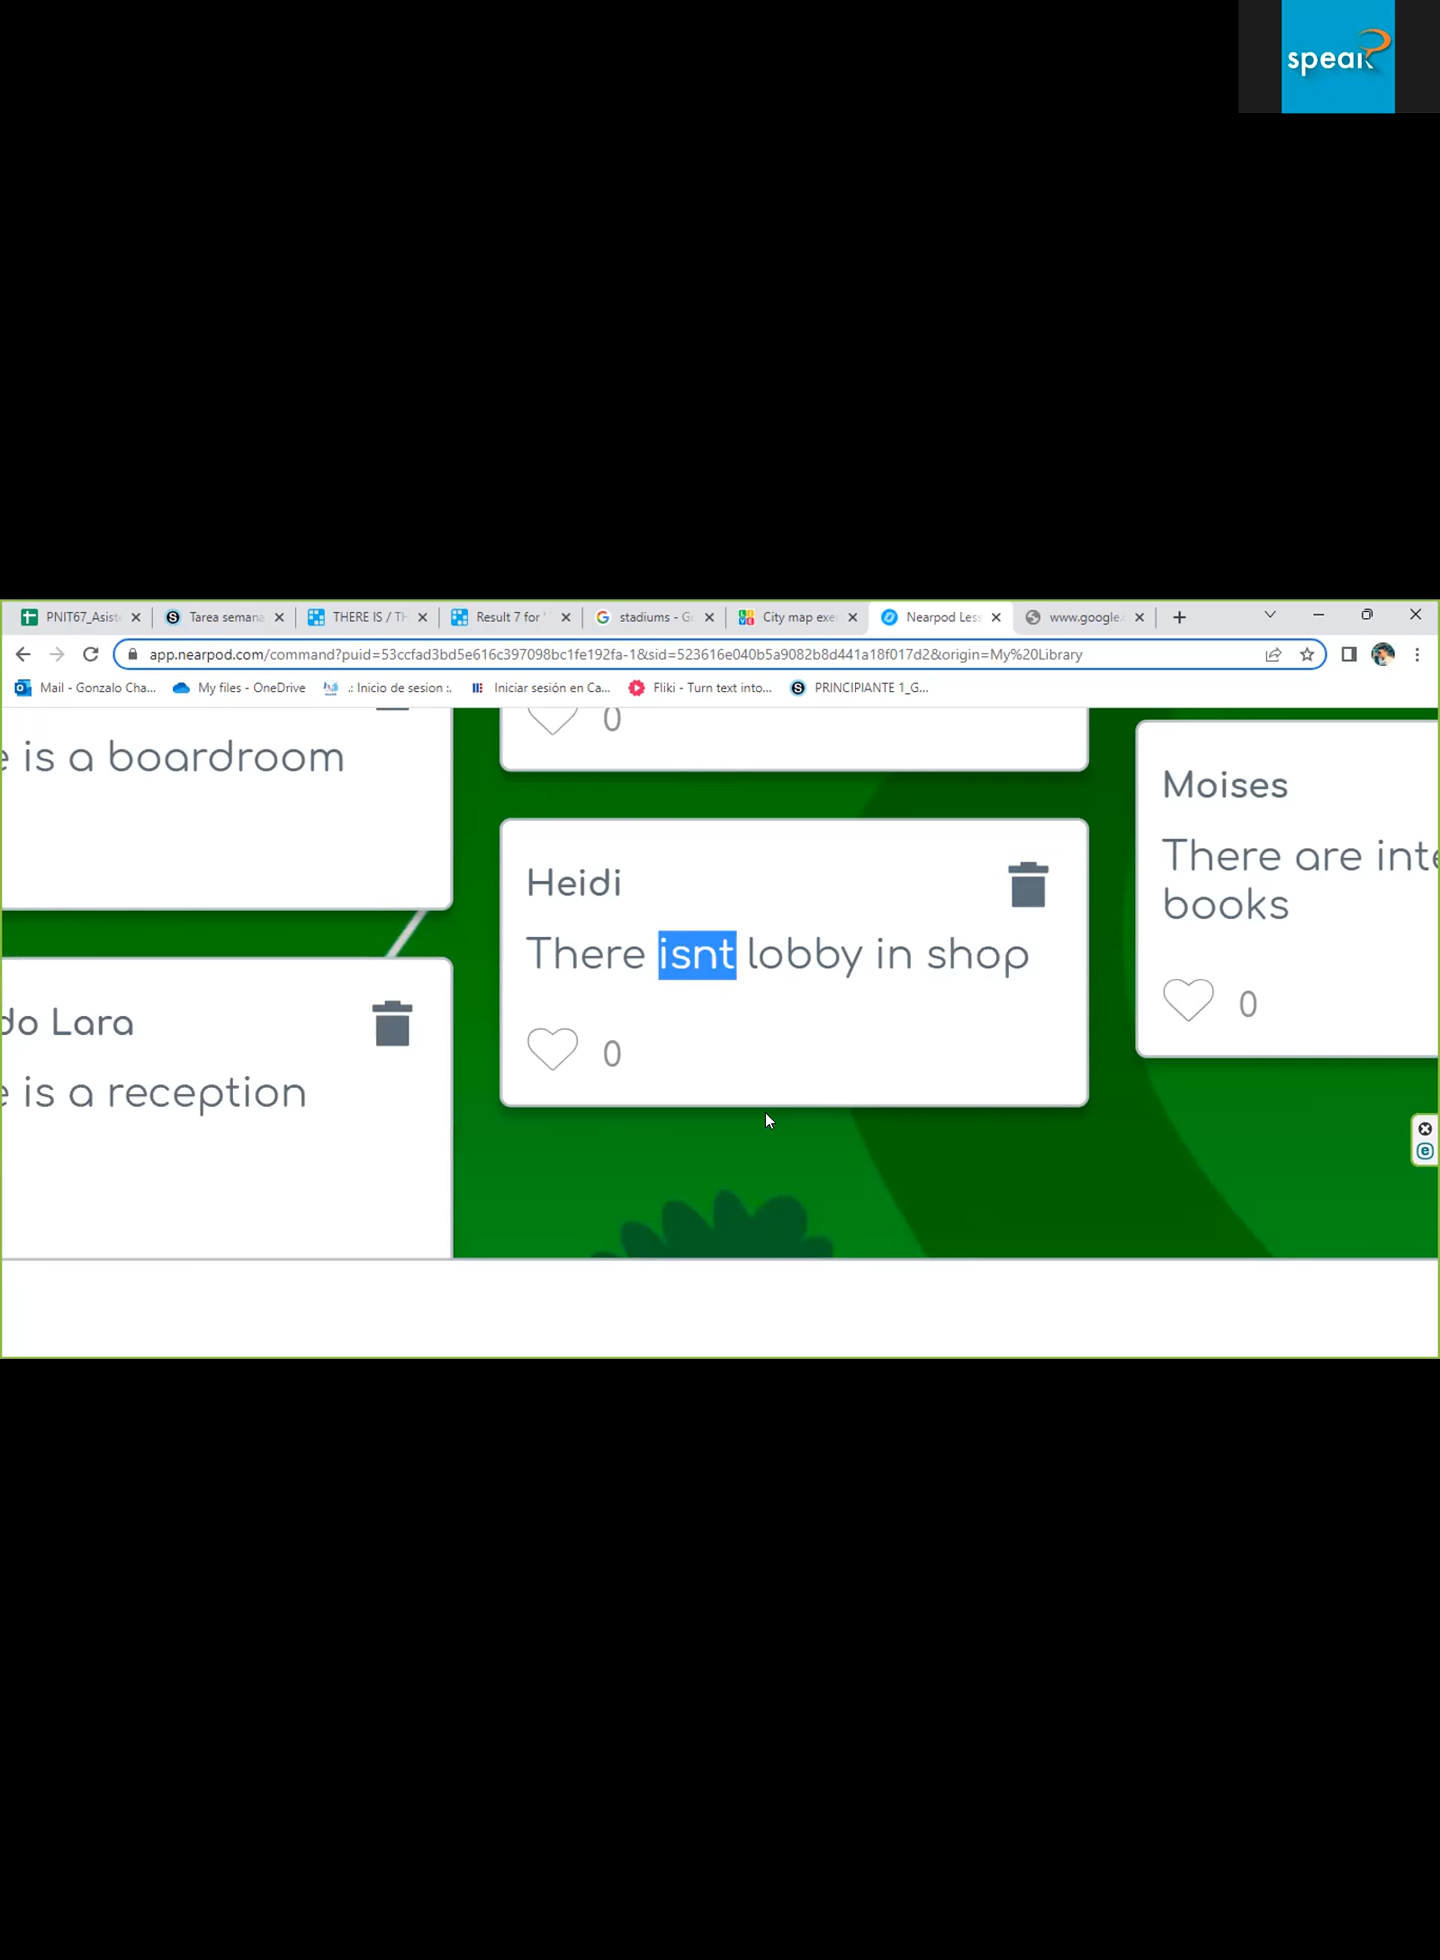 speak
PNIT67_Asist
Tarea semana
THERE IS / TH
Result 7 for
stadiums - Go
City map exer
Nearpod Less
www.google.
app.nearpod.com/command?puid=53ccfad3bd5e616c397098bc1fe192fa-1&sid=523616e040b5a9082b8d441a18f017d2&origin=My%20Library
Mail - Gonzalo Cha...
My files - OneDrive
.: Inicio de sesion :.
Iniciar sesión en Ca...
Fliki - Turn text into...
PRINCIPIANTE 1_G...
e is a boardroom
do Lara
e is a reception
0
Heidi
There isnt lobby in shop
0
Moises
There are inte
books
0